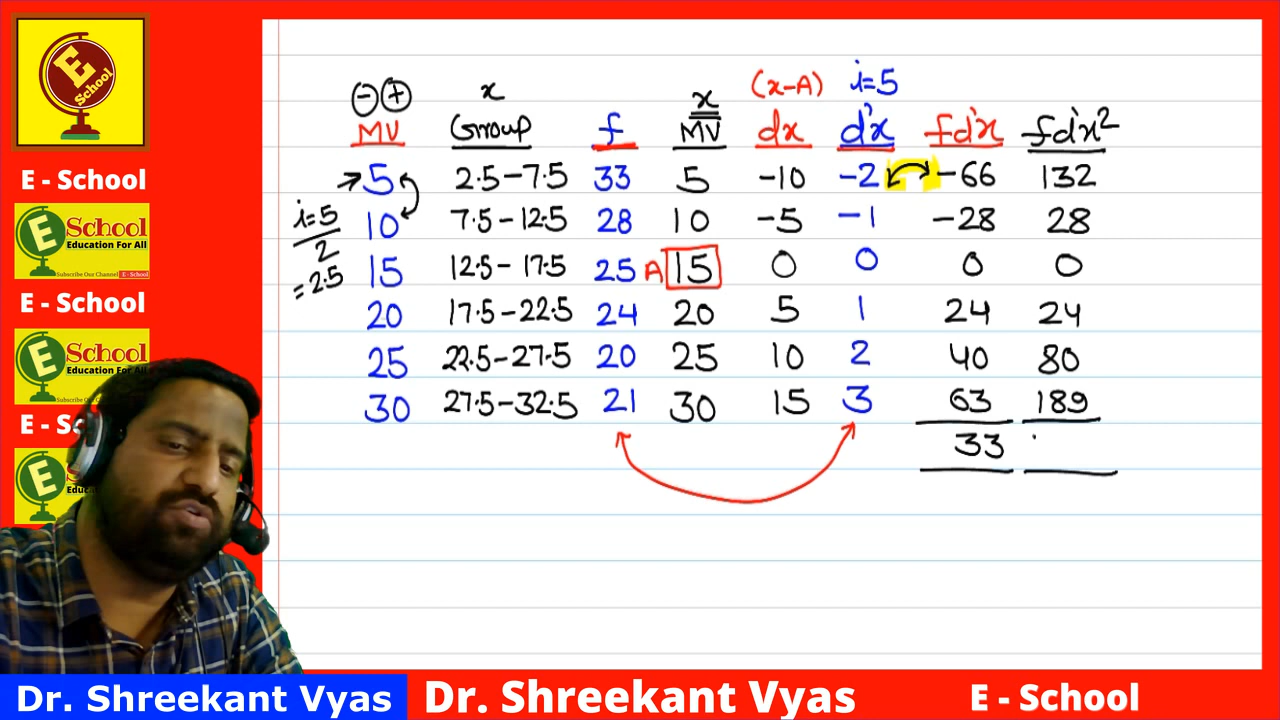 E
School
E - School
E
School
Education For All
Subscribe Our Channel E - School
E - School
E
School
Education For All
E - Sc
E
Educ
(x-A) i=5
⊖⊕ x x
MV Group f MV dx d'x fd'x fd'x²
5 2.5-7.5 33 5 -10 -2 -66 132
10 7.5-12.5 28 10 -5 -1 -28 28
15 12.5-17.5 25 A 15 0 0 0 0
20 17.5-22.5 24 20 5 1 24 24
25 22.5-27.5 20 25 10 2 40 80
30 27.5-32.5 21 30 15 3 63 189
33
i=5
2
=2.5
Dr. Shreekant Vyas Dr. Shreekant Vyas E - School